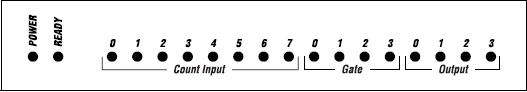 POWER
READY
0 1 2 3 4 5 6 7 0 1 2 3 0 1 2 3
Count Input Gate Output